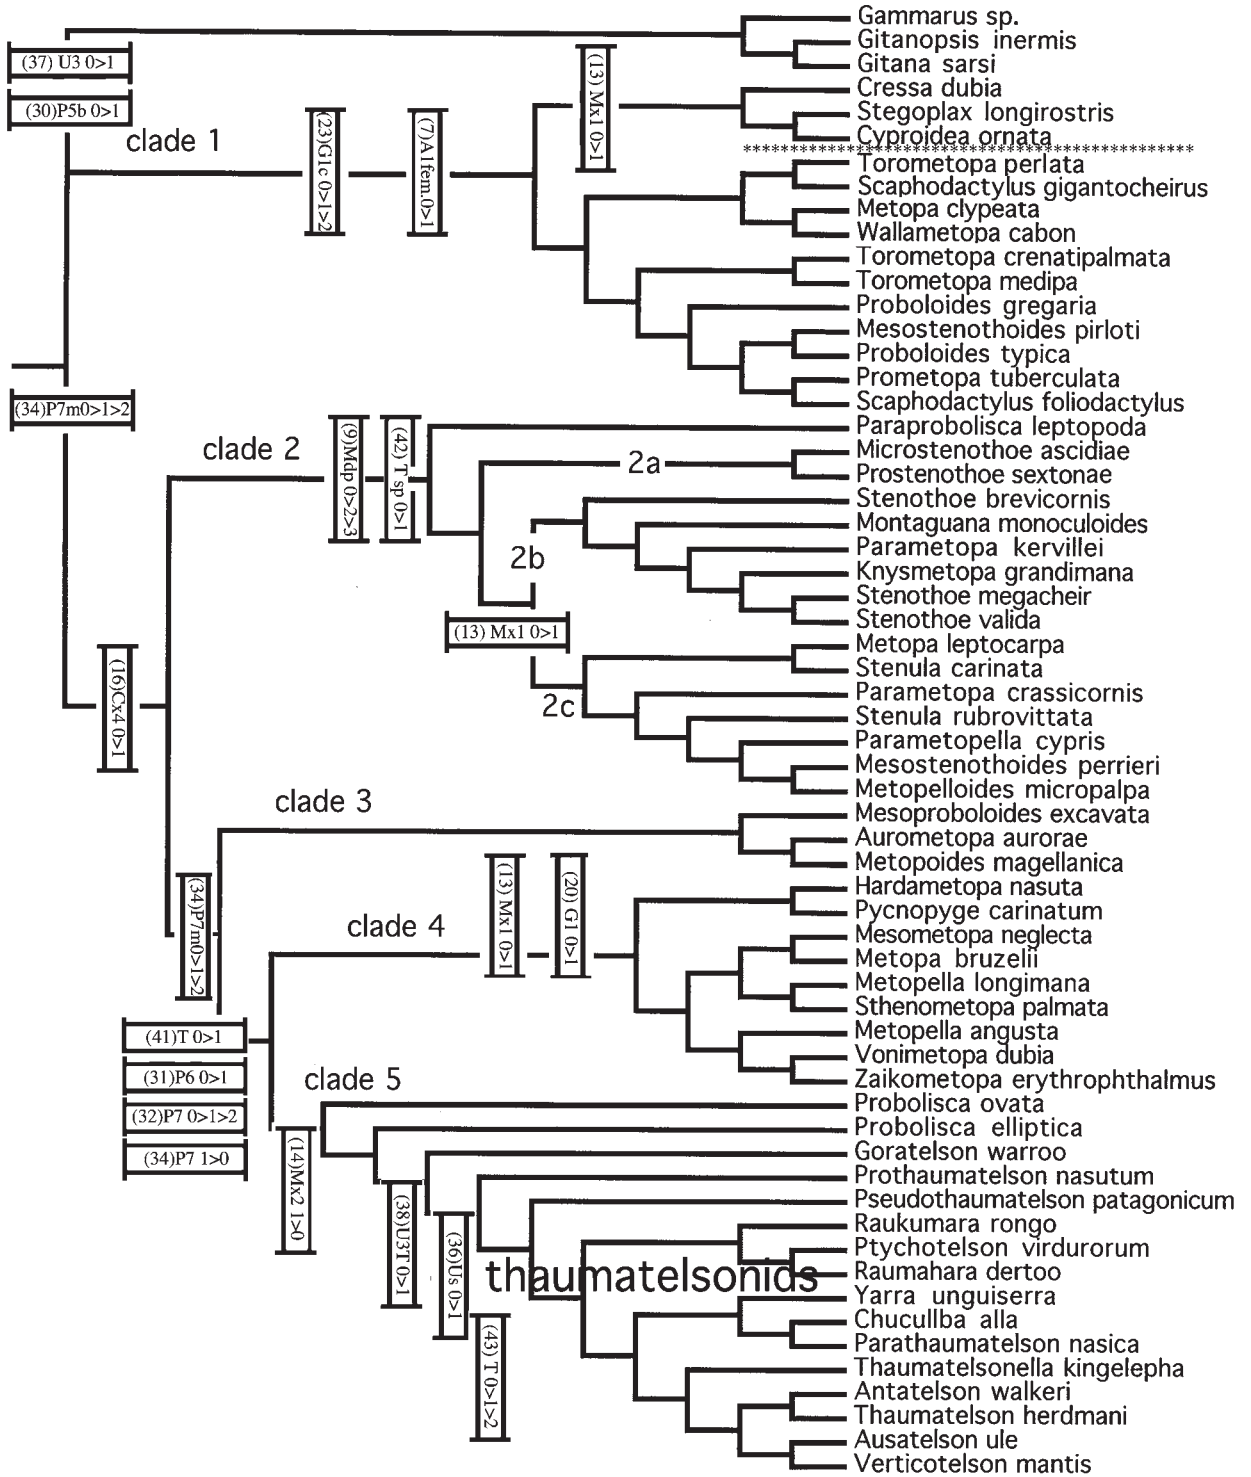 Gammarus sp.
Gitanopsis inermis
(37) U3 0>1
Gitana sarsi
(13) Mx1 0>1
Cressa dubia
(30)P5b 0>1
Stegoplax longirostris
clade 1
(23)G1c 0>1>2
(7)A1fem.0>1
Cyproidea ornata
********************************************
Torometopa perlata
Scaphodactylus gigantocheirus
Metopa clypeata
Wallametopa cabon
Torometopa crenatipalmata
Torometopa medipa
Proboloides gregaria
Mesostenothoides pirloti
Proboloides typica
Prometopa tuberculata
Scaphodactylus foliodactylus
(34)P7m0>1>2
Paraprobolisca leptopoda
clade 2
(9)Mdp 0>2>3
(42) T sp 0>1
Microstenothoe ascidiae
2a
Prostenothoe sextonae
Stenothoe brevicornis
Montaguana monoculoides
2b
Parametopa kervillei
Knysmetopa grandimana
Stenothoe megacheir
Stenothoe valida
(13) Mx1 0>1
Metopa leptocarpa
Stenula carinata
(16)Cx4 0>1
2c
Parametopa crassicornis
Stenula rubrovittata
Parametopella cypris
Mesostenothoides perrieri
Metopelloides micropalpa
clade 3
Mesoproboloides excavata
Aurometopa aurorae
Metopoides magellanica
Hardametopa nasuta
Pycnopyge carinatum
(34)P7m0>1>2
clade 4
(13) Mx1 0>1
(20) G1 0>1
Mesometopa neglecta
Metopa bruzelii
Metopella longimana
Sthenometopa palmata
(41)T 0>1
Metopella angusta
Vonimetopa dubia
(31)P6 0>1
clade 5
Zaikometopa erythrophthalmus
Probolisca ovata
(32)P7 0>1>2
Probolisca elliptica
Goratelson warroo
(34)P7 1>0
Prothaumatelson nasutum
(14)Mx2 1>0
Pseudothaumatelson patagonicum
Raukumara rongo
(38)U3T 0>1
Ptychotelson virdurorum
(36)Us 0>1
thaumatelsonids
Raumahara dertoo
Yarra unguiserra
Chucullba alla
Parathaumatelson nasica
(43) T 0>1>2
Thaumatelsonella kingelepha
Antatelson walkeri
Thaumatelson herdmani
Ausatelson ule
Verticotelson mantis